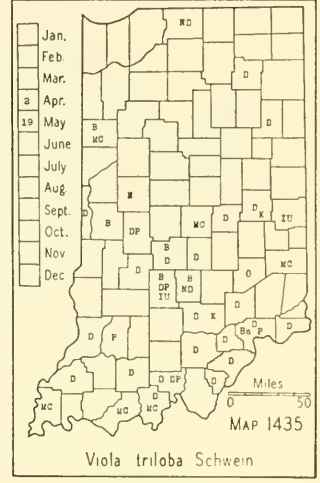 Jan.
Feb.
Mar.
2 Apr.
19 May
June
July
Aug.
Sept.
Oct.
Nov
Dec
ND
D
D
B
MC
N
D
K
IU
D
B
DP
MC
D
B
D
D
MC
D
B
DP
IU
B
ND
O
D
D K
D
P
D
D
Ba P
D
D
D
D
D DP
D
MC
MC
D
MC
Miles
0 50
MAP 1435
Viola triloba Schwein